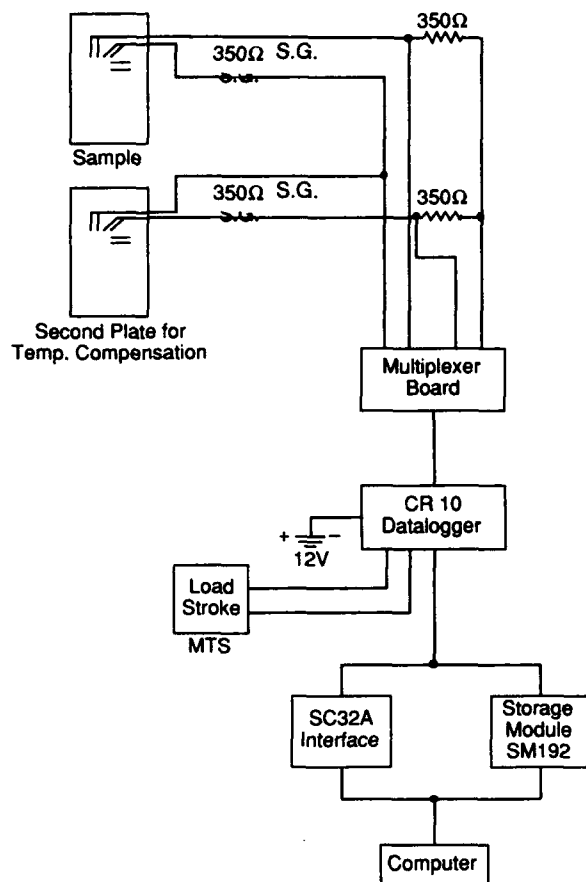 350Ω
350Ω S.G.
Sample
350Ω S.G.
350Ω
Second Plate for
Temp. Compensation
Multiplexer
Board
CR 10
Datalogger
+ −
12V
Load
Stroke
MTS
SC32A
Interface
Storage
Module
SM192
Computer